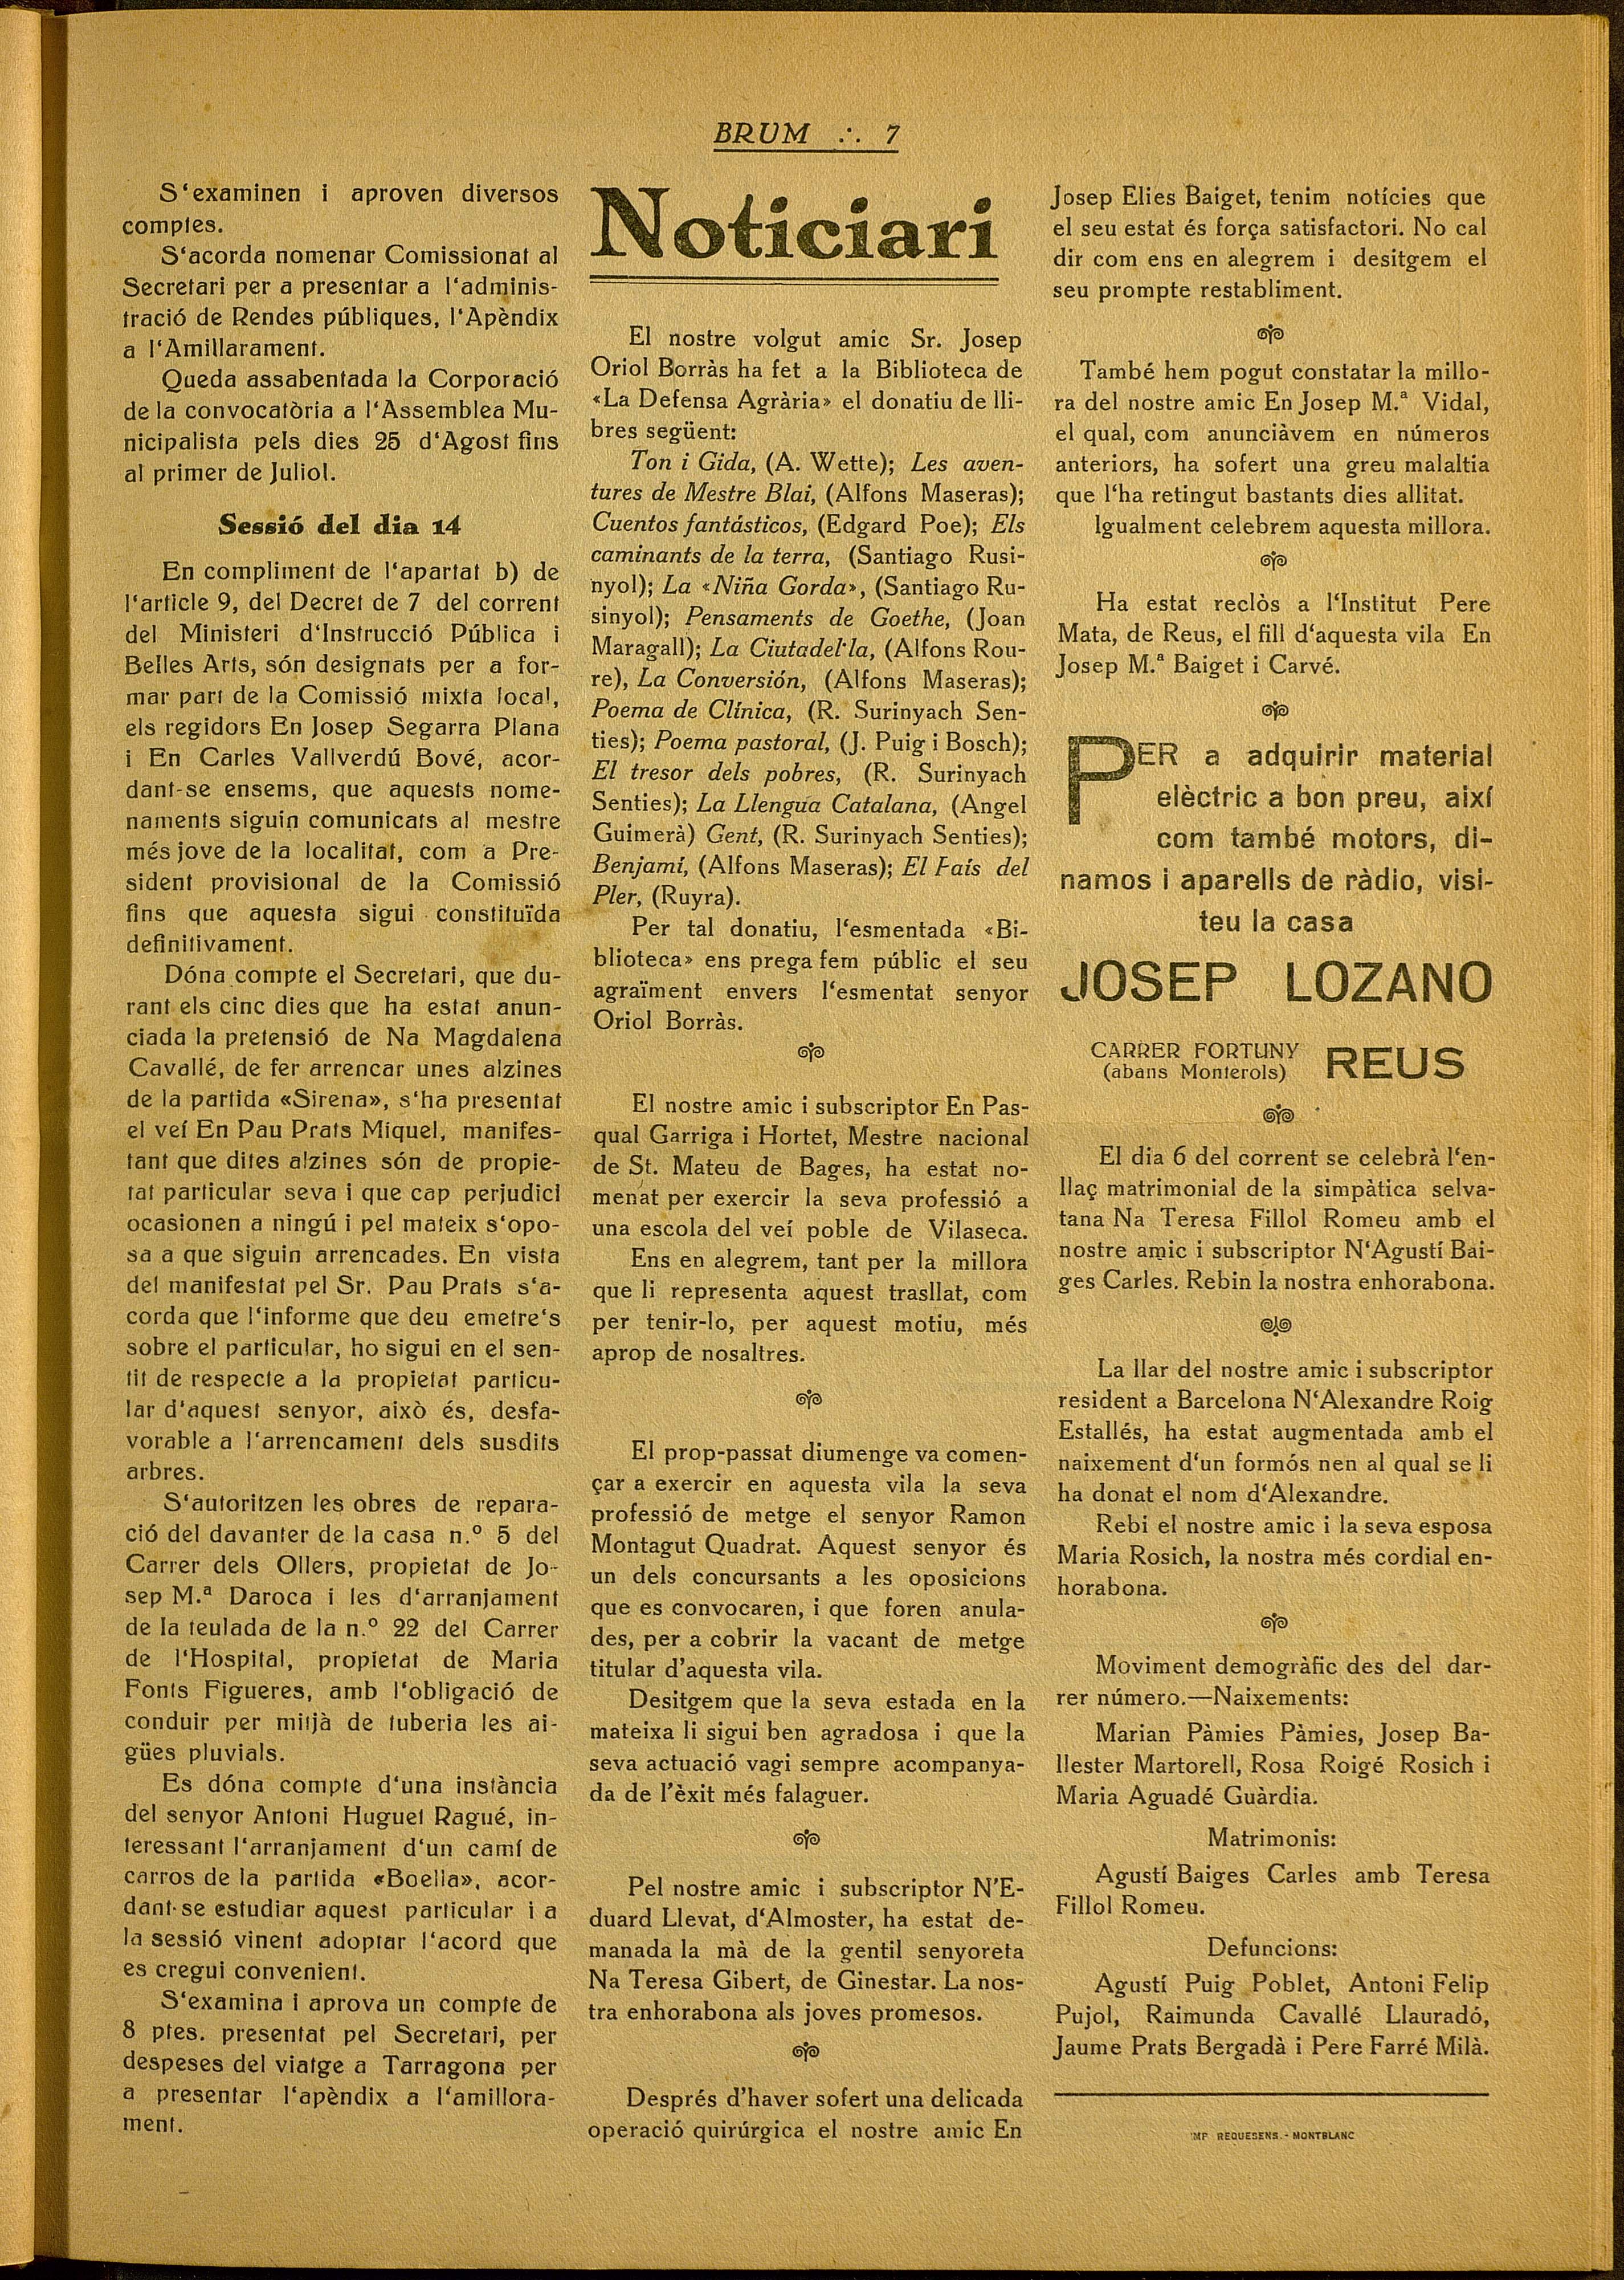 BRUM ∴ 7
S‘examinen i aproven diversos
comptes.
S‘acorda nomenar Comissionat al
Secretari per a presentar a l‘adminis-
tració de Rendes públiques, l‘Apèndix
a l‘Amillarament.
Queda assabentada la Corporació
de la convocatòria a l‘Assemblea Mu-
nicipalista pels dies 25 d‘Agost fins
al primer de Juliol.
Sessió del dia 14
En compliment de l‘apartat b) de
l‘article 9, del Decret de 7 del corrent
del Ministeri d‘Instrucció Pública i
Belles Arts, són designats per a for-
mar part de la Comissió mixta local,
els regidors En Josep Segarra Plana
i En Carles Vallverdú Bové, acor-
dant-se ensems, que aquests nome-
naments siguin comunicats al mestre
més jove de la localitat, com a Pre-
sident provisional de la Comissió
fins que aquesta sigui constituïda
definitivament.
Dóna compte el Secretari, que du-
rant els cinc dies que ha estat anun-
ciada la pretensió de Na Magdalena
Cavallé, de fer arrencar unes alzines
de la partida «Sirena», s‘ha presentat
el veí En Pau Prats Miquel, manifes-
tant que dites alzines són de propie-
tat particular seva i que cap perjudici
ocasionen a ningú i pel mateix s‘opo-
sa a que siguin arrencades. En vista
del manifestat pel Sr. Pau Prats s‘a-
corda que l‘informe que deu emetre‘s
sobre el particular, ho sigui en el sen-
tit de respecte a la propietat particu-
lar d‘aquest senyor, això és, desfa-
vorable a l‘arrencament dels susdits
arbres.
S‘autoritzen les obres de repara-
ció del davanter de la casa n.º 5 del
Carrer dels Ollers, propietat de Jo-
sep M.ª Daroca i les d‘arranjament
de la teulada de la n.º 22 del Carrer
de l‘Hospital, propietat de Maria
Fonts Figueres, amb l‘obligació de
conduir per mitjà de tuberia les ai-
gües pluvials.
Es dóna compte d‘una instància
del senyor Antoni Huguet Ragué, in-
teressant l‘arranjament d‘un camí de
carros de la partida «Boella», acor-
dant-se estudiar aquest particular i a
la sessió vinent adoptar l‘acord que
es cregui convenient.
S‘examina i aprova un compte de
8 ptes. presentat pel Secretari, per
despeses del viatge a Tarragona per
a presentar l‘apèndix a l‘amillora-
ment.
Noticiari
El nostre volgut amic Sr. Josep
Oriol Borràs ha fet a la Biblioteca de
«La Defensa Agrària» el donatiu de lli-
bres següent:
Ton i Gida, (A. Wette); Les aven-
tures de Mestre Blai, (Alfons Maseras);
Cuentos fantásticos, (Edgard Poe); Els
caminants de la terra, (Santiago Rusi-
nyol); La «Niña Gorda», (Santiago Ru-
sinyol); Pensaments de Goethe, (Joan
Maragall); La Ciutadel·la, (Alfons Rou-
re), La Conversión, (Alfons Maseras);
Poema de Clínica, (R. Surinyach Sen-
ties); Poema pastoral, (J. Puig i Bosch);
El tresor dels pobres, (R. Surinyach
Senties); La Llengua Catalana, (Angel
Guimerà) Gent, (R. Surinyach Senties);
Benjamí, (Alfons Maseras); El País del
Pler, (Ruyra).
Per tal donatiu, l‘esmentada «Bi-
blioteca» ens prega fem públic el seu
agraïment envers l‘esmentat senyor
Oriol Borràs.
El nostre amic i subscriptor En Pas-
qual Garriga i Hortet, Mestre nacional
de St. Mateu de Bages, ha estat no-
menat per exercir la seva professió a
una escola del veí poble de Vilaseca.
Ens en alegrem, tant per la millora
que li representa aquest trasllat, com
per tenir-lo, per aquest motiu, més
aprop de nosaltres.
El prop-passat diumenge va comen-
çar a exercir en aquesta vila la seva
professió de metge el senyor Ramon
Montagut Quadrat. Aquest senyor és
un dels concursants a les oposicions
que es convocaren, i que foren anula-
des, per a cobrir la vacant de metge
titular d’aquesta vila.
Desitgem que la seva estada en la
mateixa li sigui ben agradosa i que la
seva actuació vagi sempre acompanya-
da de l’èxit més falaguer.
Pel nostre amic i subscriptor N’E-
duard Llevat, d‘Almoster, ha estat de-
manada la mà de la gentil senyoreta
Na Teresa Gibert, de Ginestar. La nos-
tra enhorabona als joves promesos.
Després d’haver sofert una delicada
operació quirúrgica el nostre amic En
Josep Elies Baiget, tenim notícies que
el seu estat és força satisfactori. No cal
dir com ens en alegrem i desitgem el
seu prompte restabliment.
També hem pogut constatar la millo-
ra del nostre amic En Josep M.ª Vidal,
el qual, com anunciàvem en números
anteriors, ha sofert una greu malaltia
que l‘ha retingut bastants dies allitat.
Igualment celebrem aquesta millora.
Ha estat reclòs a l‘Institut Pere
Mata, de Reus, el fill d‘aquesta vila En
Josep M.ª Baiget i Carvé.
PER a adquirir material
elèctric a bon preu, així
com també motors, di-
namos i aparells de ràdio, visi-
teu la casa
JOSEP LOZANO
CARRER FORTUNY
(abans Monterols)
REUS
El dia 6 del corrent se celebrà l‘en-
llaç matrimonial de la simpàtica selva-
tana Na Teresa Fillol Romeu amb el
nostre amic i subscriptor N‘Agustí Bai-
ges Carles. Rebin la nostra enhorabona.
La llar del nostre amic i subscriptor
resident a Barcelona N‘Alexandre Roig
Estallés, ha estat augmentada amb el
naixement d‘un formós nen al qual se li
ha donat el nom d‘Alexandre.
Rebi el nostre amic i la seva esposa
Maria Rosich, la nostra més cordial en-
horabona.
Moviment demogràfic des del dar-
rer número.—Naixements:
Marian Pàmies Pàmies, Josep Ba-
llester Martorell, Rosa Roigé Rosich i
Maria Aguadé Guàrdia.
Matrimonis:
Agustí Baiges Carles amb Teresa
Fillol Romeu.
Defuncions:
Agustí Puig Poblet, Antoni Felip
Pujol, Raimunda Cavallé Llauradó,
Jaume Prats Bergadà i Pere Farré Milà.
IMP REQUESENS.- MONTBLANC